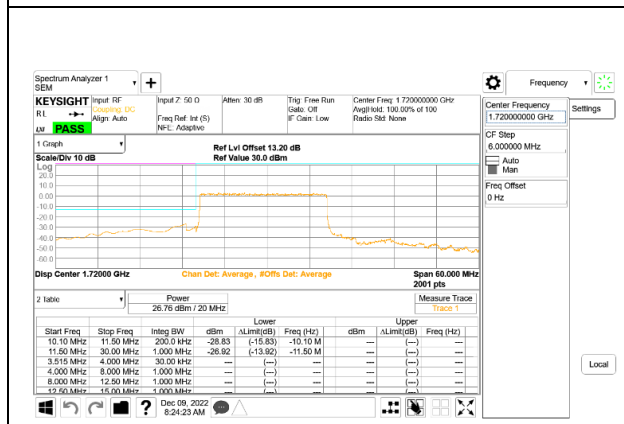 Spectrum Analyzer 1
SEM
Frequency
KEYSIGHT Input: RF Input Z: 50 Ω Atten: 30 dB Trig: Free Run Center Freq: 1.720000000 GHz
RL Coupling: DC Gate: Off Avg|Hold: 100.00% of 100
Align: Auto Freq Ref: Int (S) IF Gain: Low Radio Std: None
NFE: Adaptive
PASS
Center Frequency
1.720000000 GHz
Settings
CF Step
6.000000 MHz
Auto
Man
Freq Offset
0 Hz
1 Graph
Ref Lvl Offset 13.20 dB
Scale/Div 10 dB Ref Value 30.0 dBm
Log
20.0
10.0
0.00
-10.0
-20.0
-30.0
-40.0
-50.0
-60.0
Disp Center 1.72000 GHz Chan Det: Average, #Offs Det: Average Span 60.000 MHz
2001 pts
2 Table Power Measure Trace
26.76 dBm / 20 MHz Trace 1
Lower Upper
Start Freq Stop Freq Integ BW dBm ΔLimit(dB) Freq (Hz) dBm ΔLimit(dB) Freq (Hz)
10.10 MHz 11.50 MHz 200.0 kHz -28.83 (-15.83) -10.10 M --- (---) ---
11.50 MHz 30.00 MHz 1.000 MHz -26.92 (-13.92) -11.50 M --- (---) ---
3.515 MHz 4.000 MHz 30.00 kHz --- (---) --- --- (---) ---
4.000 MHz 8.000 MHz 1.000 MHz --- (---) --- --- (---) ---
8.000 MHz 12.50 MHz 1.000 MHz --- (---) --- --- (---) ---
12.50 MHz 15.00 MHz 1.000 MHz --- (---) --- --- (---) ---
Local
? Dec 09, 2022
8:24:23 AM